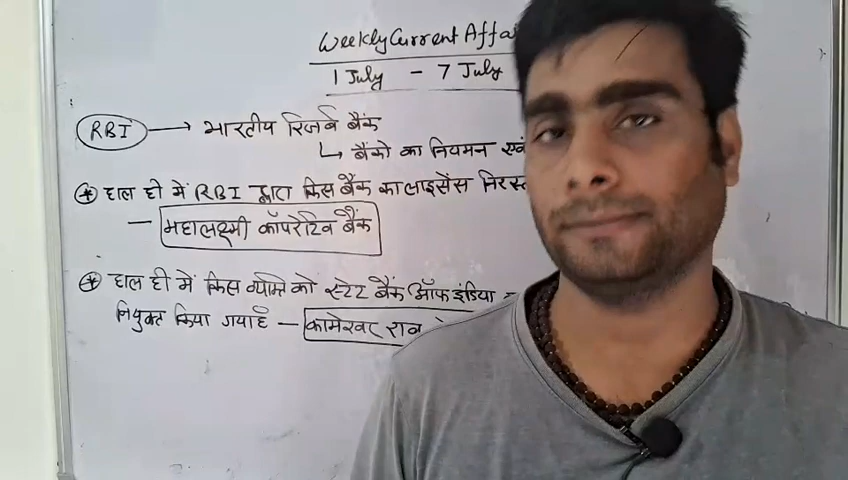 Weekly Current Affai
1 July - 7 July
RBI → भारतीय रिजर्व बैंक
↳ बैंको का नियमन एवं
* हाल ही में RBI द्वारा किस बैंक का लाइसेंस निरस्त
- महालक्ष्मी कॉपरेटिव बैंक
* हाल ही में किस व्यक्ति को स्टेट बैंक ऑफ इंडिया
नियुक्त किया गया है - कामेश्वर राव